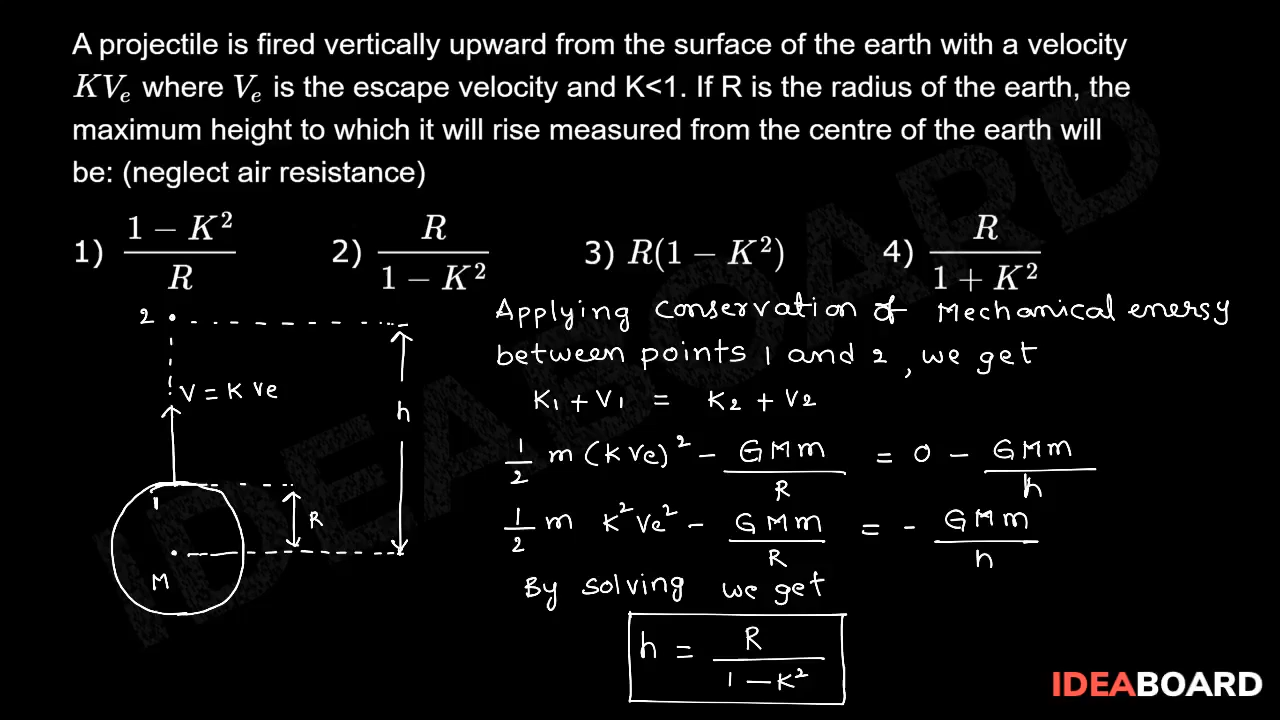 A projectile is fired vertically upward from the surface of the earth with a velocity
KVₑ where Vₑ is the escape velocity and K<1. If R is the radius of the earth, the
maximum height to which it will rise measured from the centre of the earth will
be: (neglect air resistance)
1) (1 − K²)/R 2) R/(1 − K²) 3) R(1 − K²) 4) R/(1 + K²)
2
V = K Ve
h
1
R
M
Applying Conservation of Mechanical energy
between points 1 and 2, we get
K₁ + V₁ = K₂ + V₂
1/2 m (K Ve)² − GMm/R = 0 − GMm/h
1/2 m K² Ve² − GMm/R = − GMm/h
By solving we get
h = R/(1 − K²)
IDEABOARD
IDEABOARD